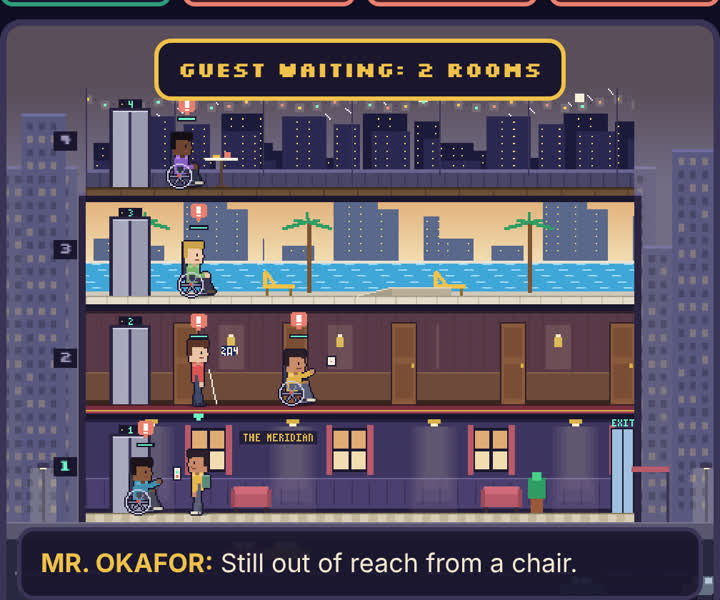 GUEST WAITING: 2 ROOMS
4
4
3
3
2
2
204
1
1
THE MERIDIAN
EXIT
MR. OKAFOR: Still out of reach from a chair.